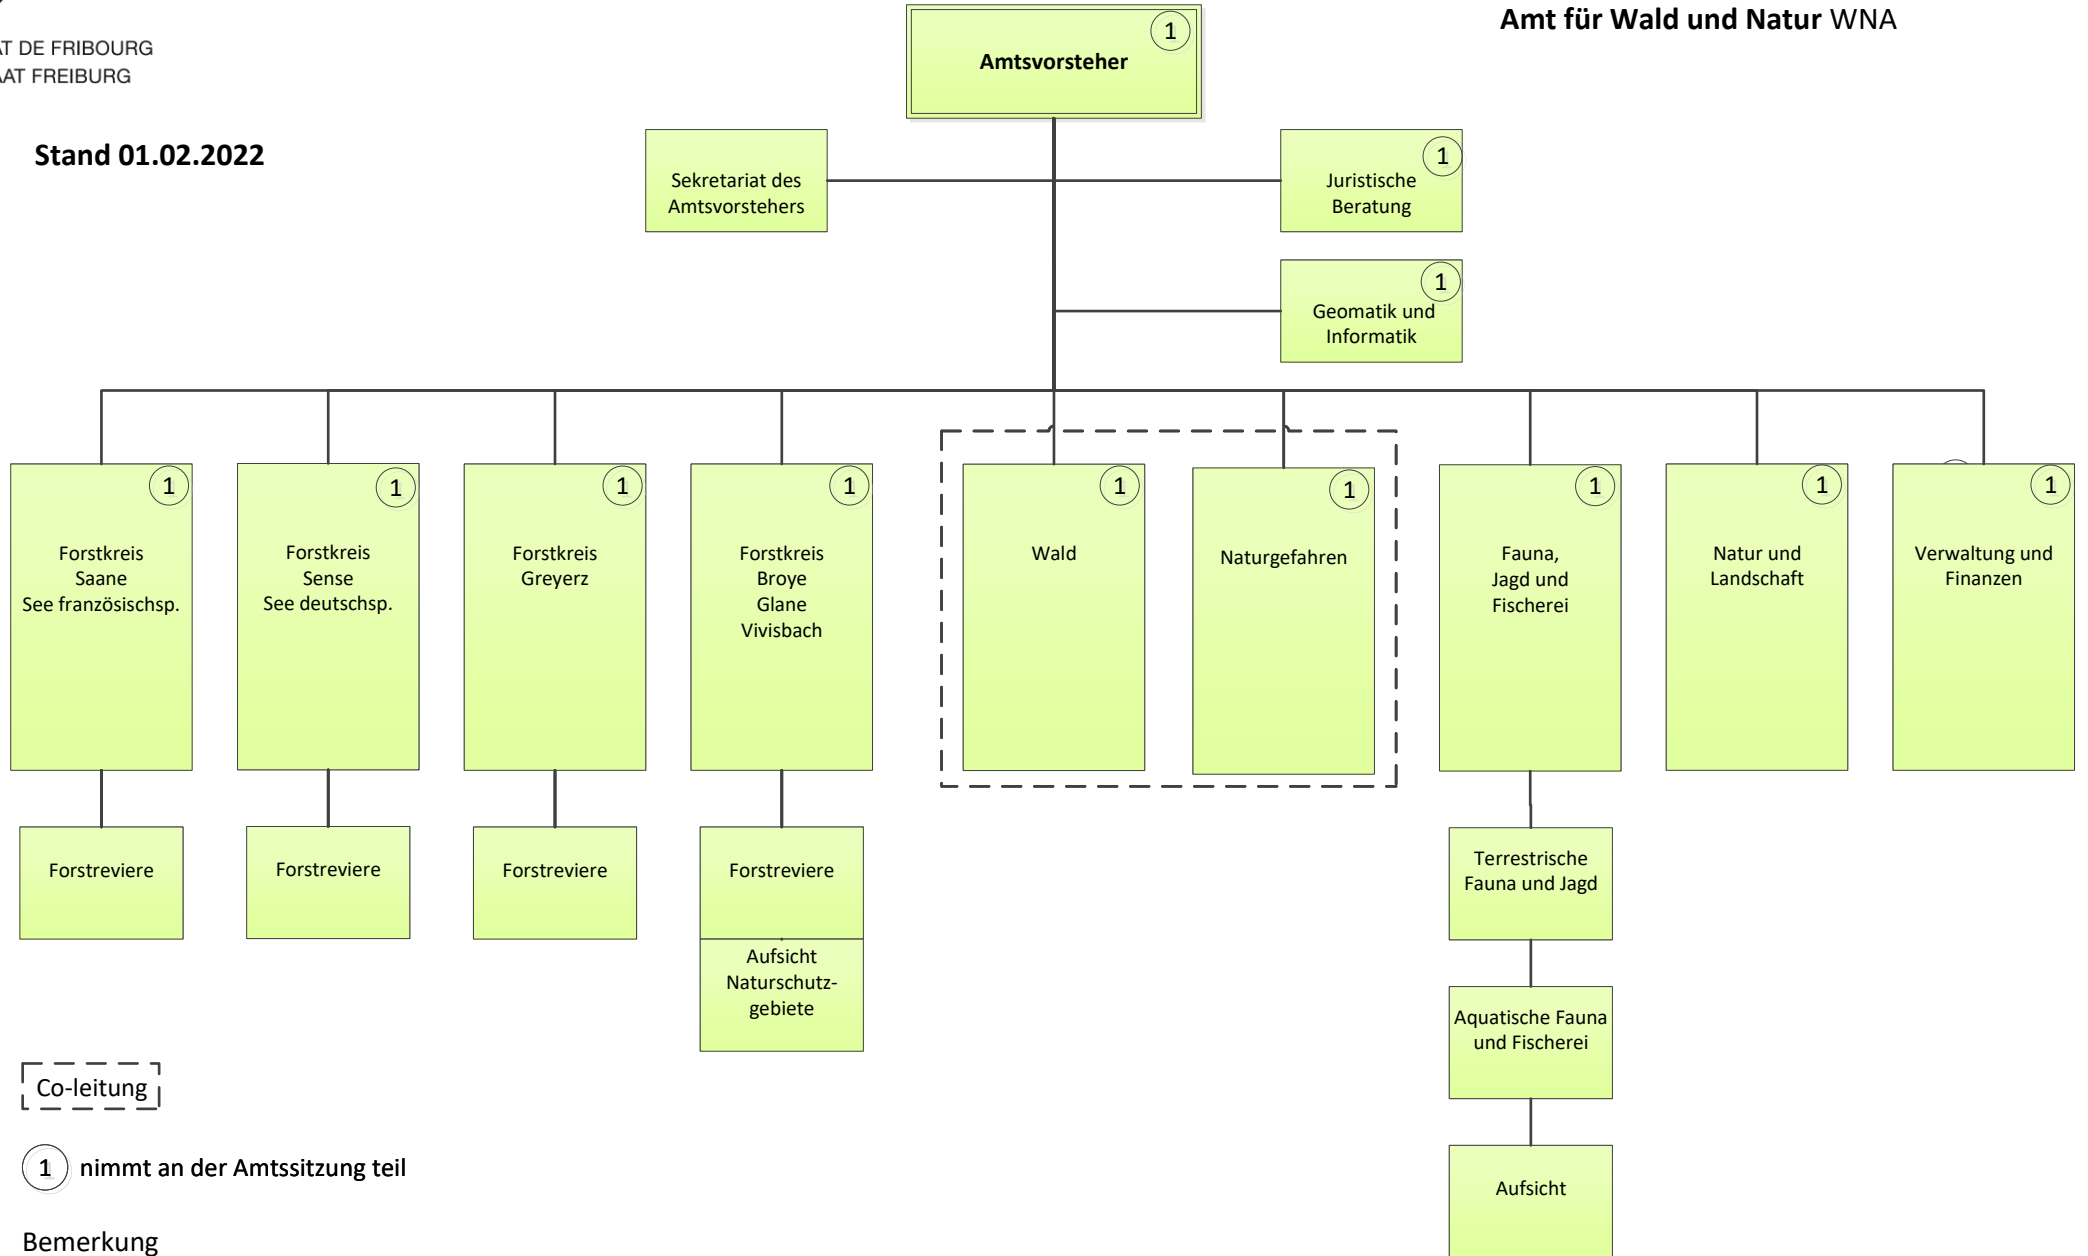 AT DE FRIBOURG
AAT FREIBURG
Amt für Wald und Natur WNA
Stand 01.02.2022
1
Amtsvorsteher
Sekretariat des
Amtsvorstehers
1
Juristische
Beratung
1
Geomatik und
Informatik
1
Forstkreis
Saane
See französischsp.
1
Forstkreis
Sense
See deutschsp.
1
Forstkreis
Greyerz
1
Forstkreis
Broye
Glane
Vivisbach
1
Wald
1
Naturgefahren
1
Fauna,
Jagd und
Fischerei
1
Natur und
Landschaft
1
Verwaltung und
Finanzen
Forstreviere
Forstreviere
Forstreviere
Forstreviere
Aufsicht
Naturschutz-
gebiete
Terrestrische
Fauna und Jagd
Aquatische Fauna
und Fischerei
Aufsicht
Co-leitung
1 nimmt an der Amtssitzung teil
Bemerkung